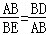 AB/BE = BD/AB